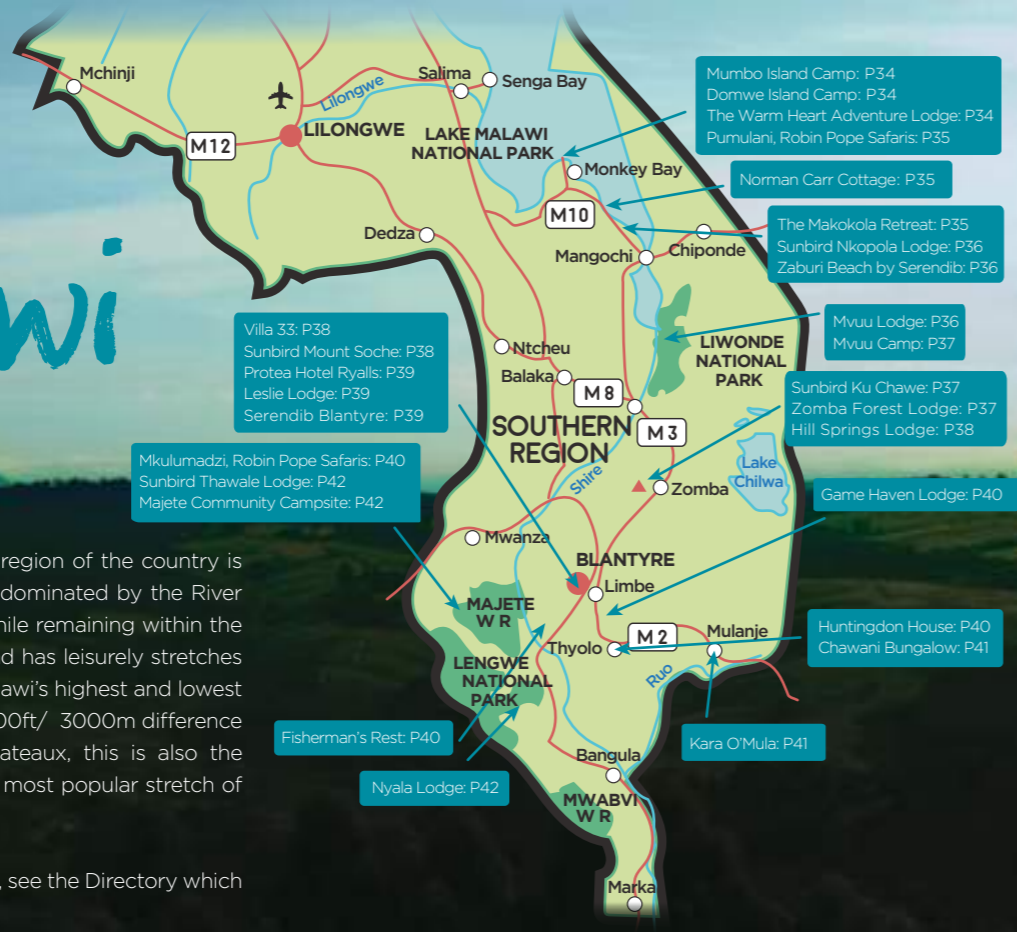 Mchinji
Salima
Senga Bay
Lilongwe
LILONGWE
M12
LAKE MALAWI
NATIONAL PARK
Monkey Bay
M10
Dedza
Mangochi
Chiponde
Mumbo Island Camp: P34
Domwe Island Camp: P34
The Warm Heart Adventure Lodge: P34
Pumulani, Robin Pope Safaris: P35
Norman Carr Cottage: P35
The Makokola Retreat: P35
Sunbird Nkopola Lodge: P36
Zaburi Beach by Serendib: P36
wi
Mvuu Lodge: P36
Mvuu Camp: P37
LIWONDE
NATIONAL
PARK
Villa 33: P38
Sunbird Mount Soche: P38
Protea Hotel Ryalls: P39
Leslie Lodge: P39
Serendib Blantyre: P39
Ntcheu
Balaka
M8
SOUTHERN
REGION
M3
Sunbird Ku Chawe: P37
Zomba Forest Lodge: P37
Hill Springs Lodge: P38
Lake
Chilwa
Shire
Zomba
Mkulumadzi, Robin Pope Safaris: P40
Sunbird Thawale Lodge: P42
Majete Community Campsite: P42
Game Haven Lodge: P40
Mwanza
BLANTYRE
Limbe
MAJETE
W R
Thyolo
M2
Mulanje
Huntingdon House: P40
Chawani Bungalow: P41
LENGWE
NATIONAL
PARK
Ruo
Fisherman's Rest: P40
Kara O'Mula: P41
Nyala Lodge: P42
Bangula
MWABVI
W R
Marka
region of the country is
dominated by the River
hile remaining within the
d has leisurely stretches
lawi's highest and lowest
00ft/ 3000m difference
ateaux, this is also the
most popular stretch of
, see the Directory which